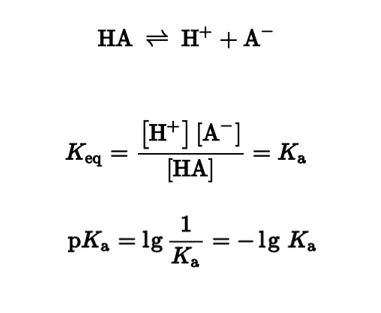 HA ⇌ H⁺ + A⁻
K_eq = [H⁺] [A⁻] / [HA] = K_a
pK_a = lg 1 / K_a = − lg K_a